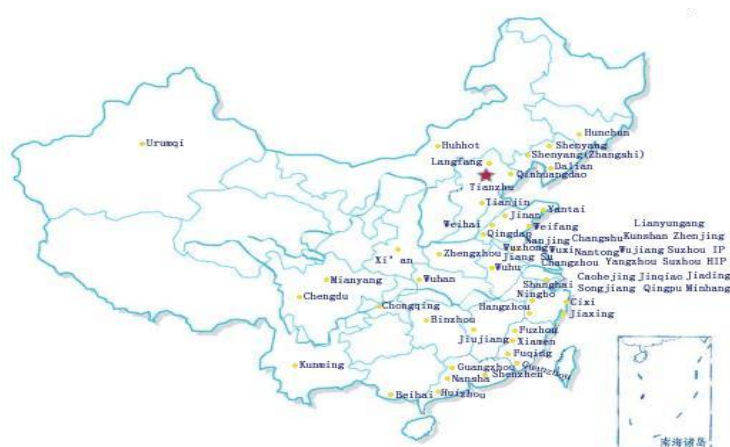 Hunchun
Urumqi
Huhhot
Shenyang
Langfang
Shenyang(Zhangshi)
Dalian
Qinhuangdao
Tianzhu
Tianjin
Yantai
Jinan
Weihai
Weifang
Lianyungang
Qingdao
Nanjing Changshu Kunshan Zhenjing
Wuzhong Wuxi Nantong Wujiang Suzhou IP
Xi'an
Zhengzhou
Jiang Su
Changzhou Yangzhou Suxhou HIP
Wuhu
Mianyang
Wuhan
Shanghai
Caohejing Jinqiao Jiading
Songjiang Qingpu Minhang
Chengdu
Chongqing
Ningbo
Cixi
Hangzhou
Jiaxing
Binzhou
Jiujiang
Fuzhou
Xiamen
Fuqing
Kunming
Guangzhou
Quanzhou
Shenzhen
Nansha
Beihai
Huizhou
南海诸岛